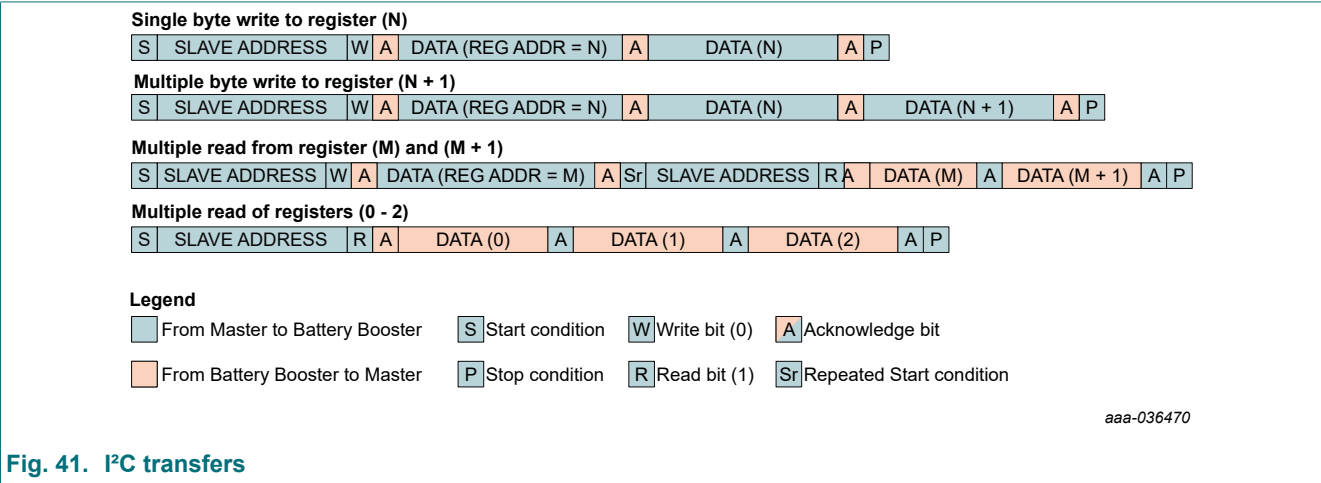 Single byte write to register (N)
S SLAVE ADDRESS W A DATA (REG ADDR = N) A DATA (N) A P
Multiple byte write to register (N + 1)
S SLAVE ADDRESS W A DATA (REG ADDR = N) A DATA (N) A DATA (N + 1) A P
Multiple read from register (M) and (M + 1)
S SLAVE ADDRESS W A DATA (REG ADDR = M) A Sr SLAVE ADDRESS R A DATA (M) A DATA (M + 1) A P
Multiple read of registers (0 - 2)
S SLAVE ADDRESS R A DATA (0) A DATA (1) A DATA (2) A P
Legend
From Master to Battery Booster S Start condition W Write bit (0) A Acknowledge bit
From Battery Booster to Master P Stop condition R Read bit (1) Sr Repeated Start condition
aaa-036470
Fig. 41. I²C transfers